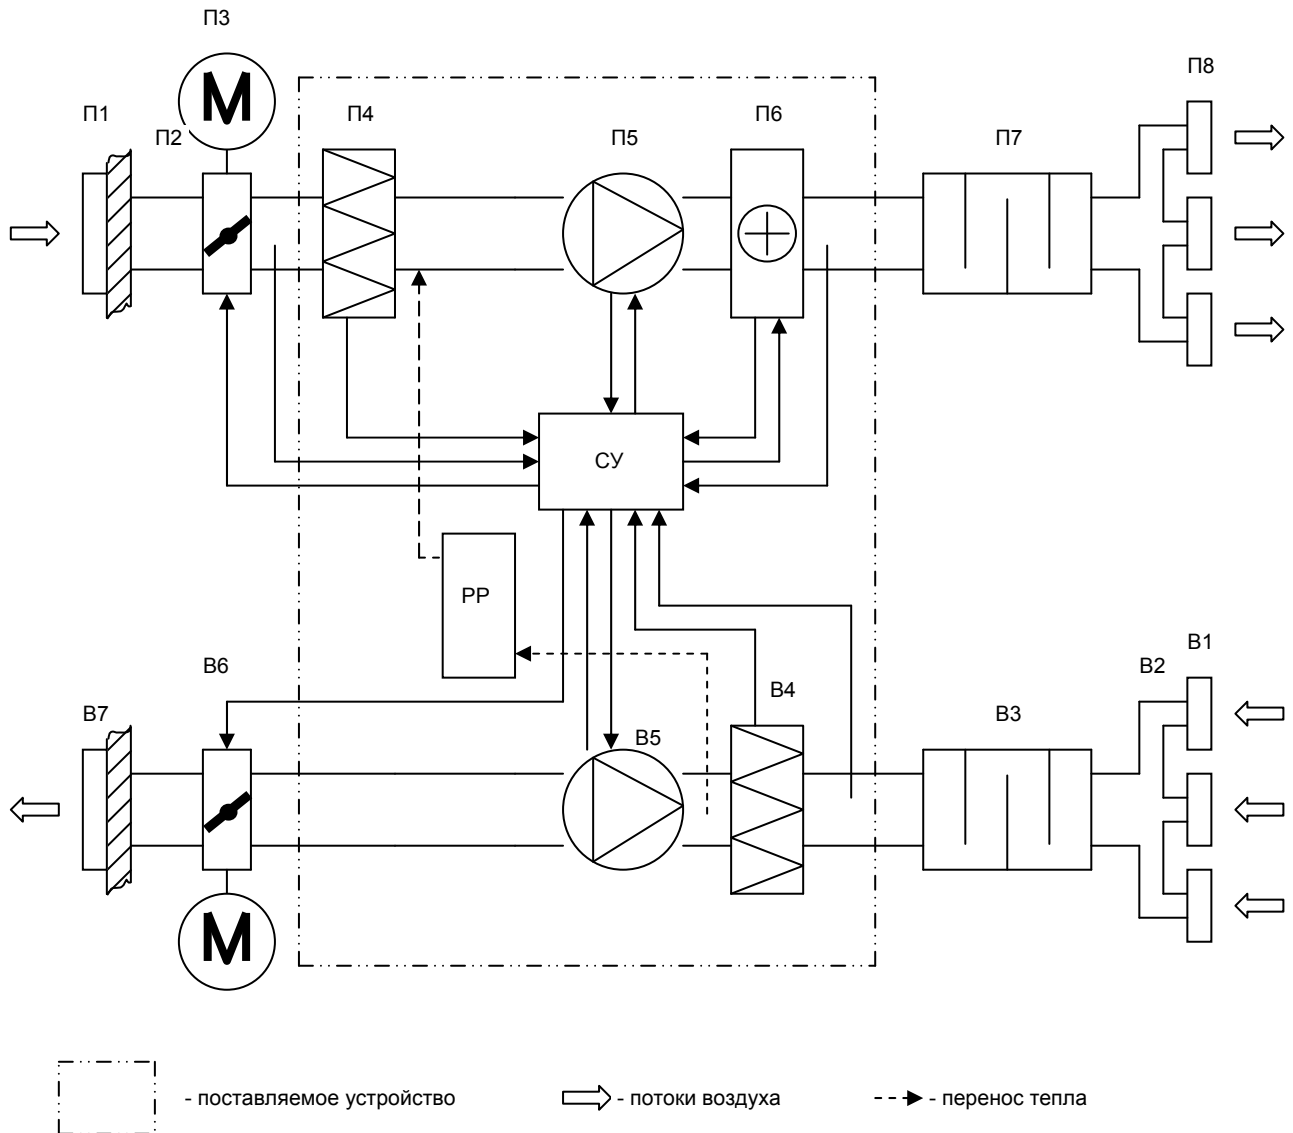 П3
П8
П1
П4
П6
П2
П5
П7
М
СУ
РР
В6
В1
В2
В4
В7
В3
В5
М
- поставляемое устройство
- потоки воздуха
- перенос тепла